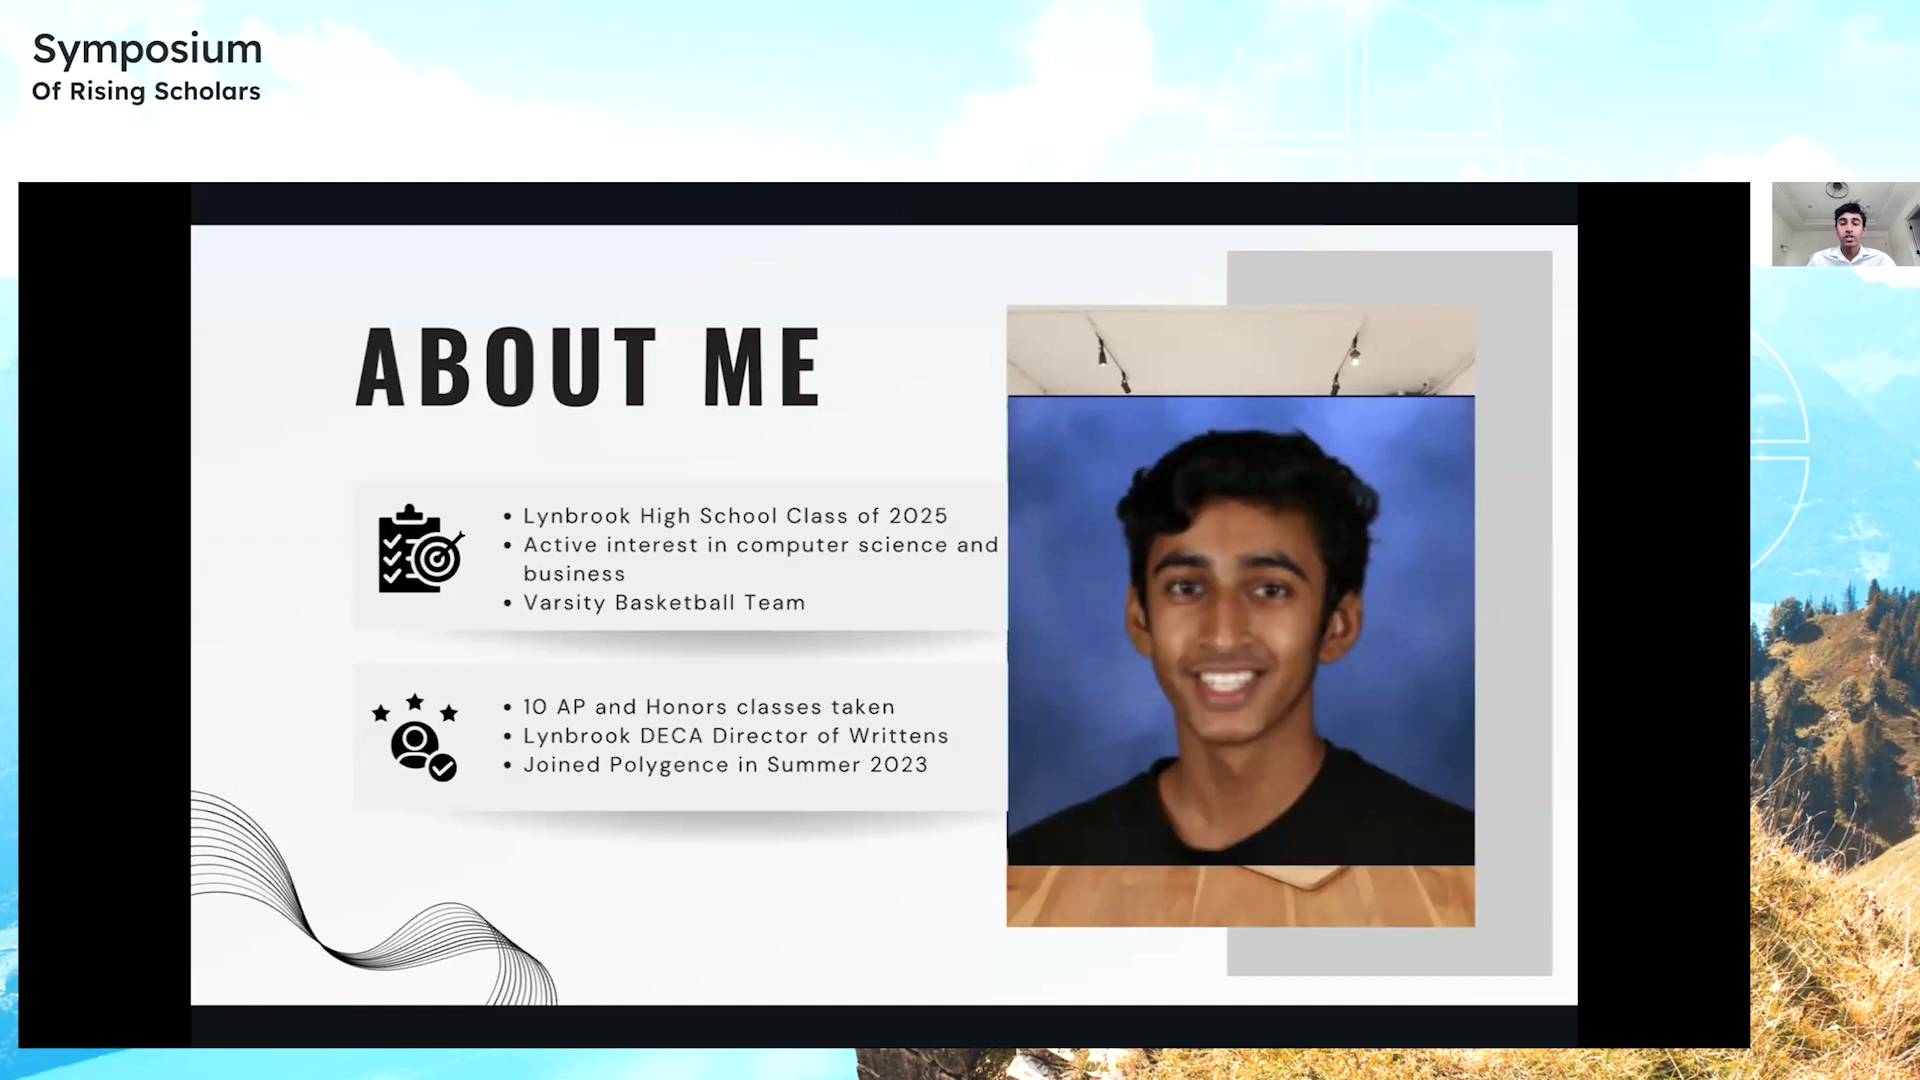 Symposium
Of Rising Scholars
ABOUT ME
• Lynbrook High School Class of 2025
• Active interest in computer science and
business
• Varsity Basketball Team
• 10 AP and Honors classes taken
• Lynbrook DECA Director of Writtens
• Joined Polygence in Summer 2023